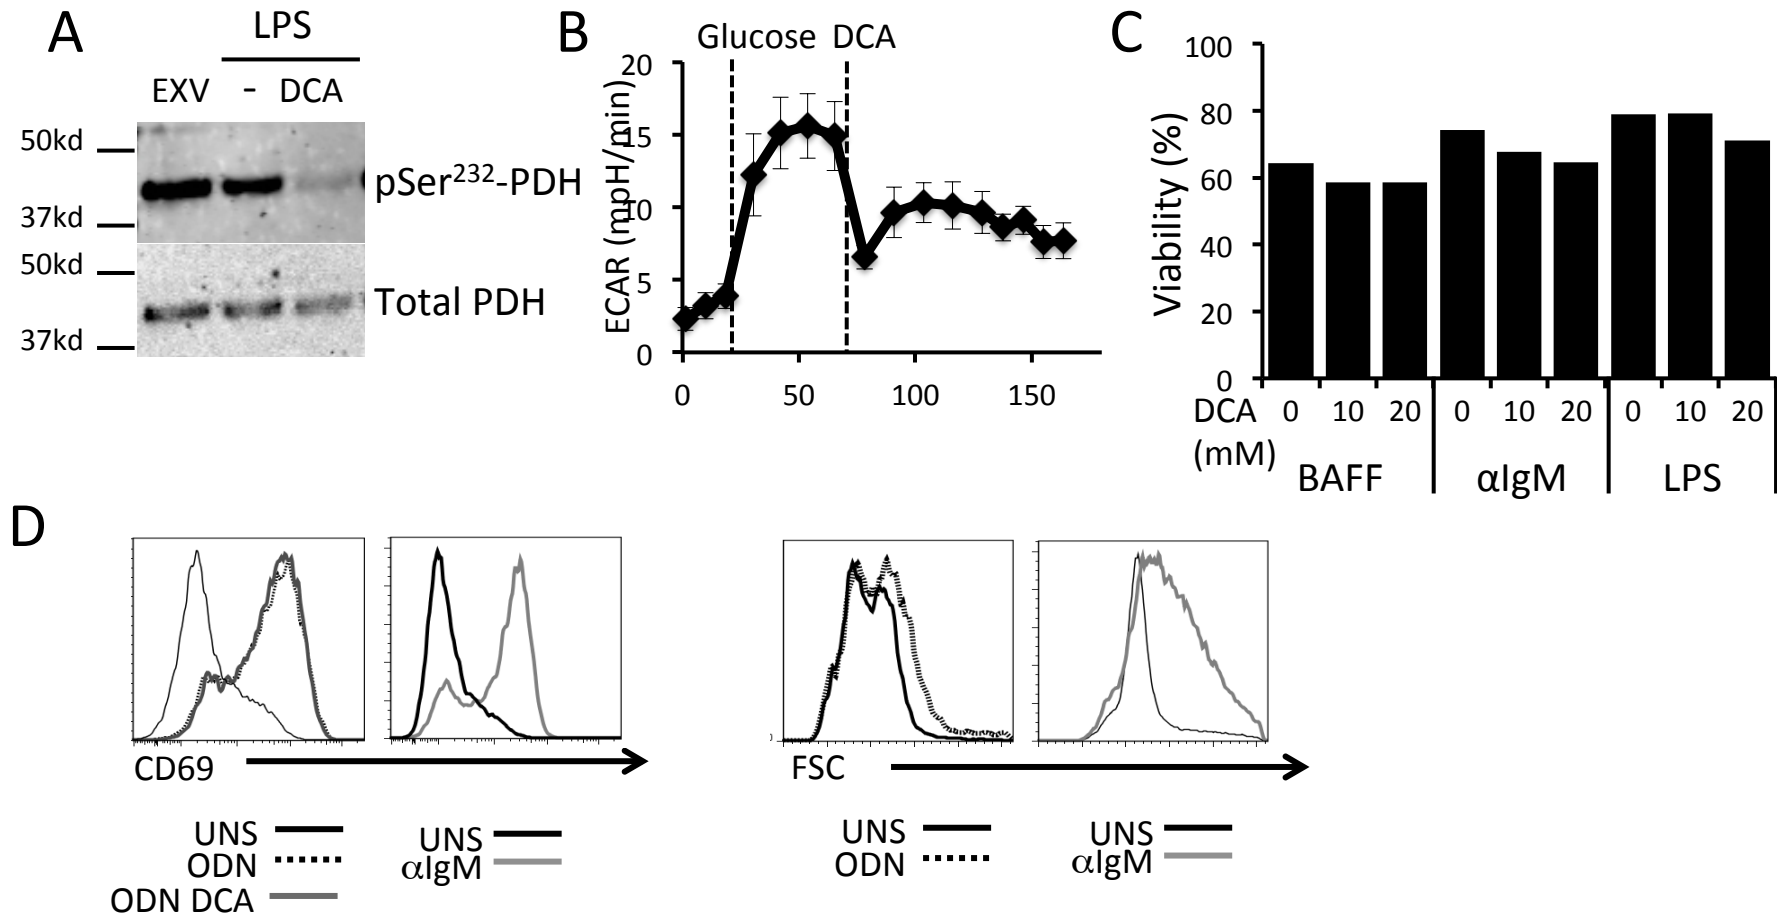 A
LPS
EXV - DCA
50kd
37kd
pSer232-PDH
50kd
37kd
Total PDH
B
Glucose DCA
ECAR (mpH/min)
20
15
10
5
0
0 50 100 150
C
Viability (%)
100
80
60
40
20
0
DCA 0 10 20 0 10 20 0 10 20
(mM)
BAFF αIgM LPS
D
CD69
UNS
ODN
ODN DCA
UNS
αIgM
FSC
UNS
ODN
UNS
αIgM